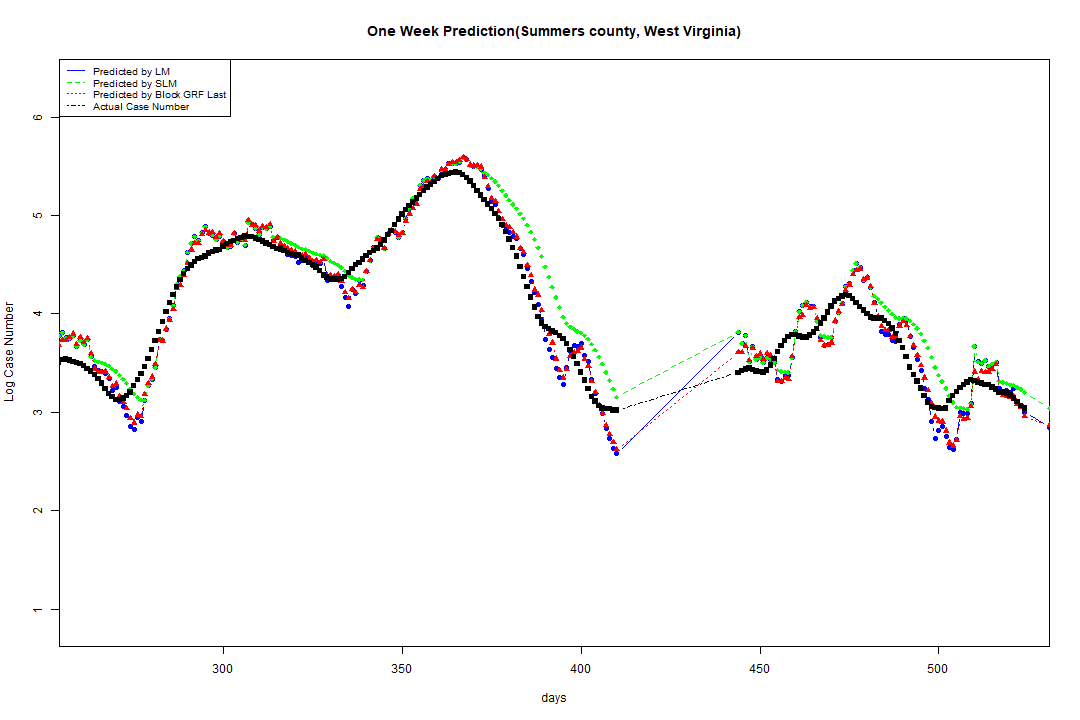 One Week Prediction(Summers county, West Virginia)
Predicted by LM
Predicted by SLM
Predicted by Block GRF Last
Actual Case Number
Log Case Number
6
5
4
3
2
1
300
350
400
450
500
days